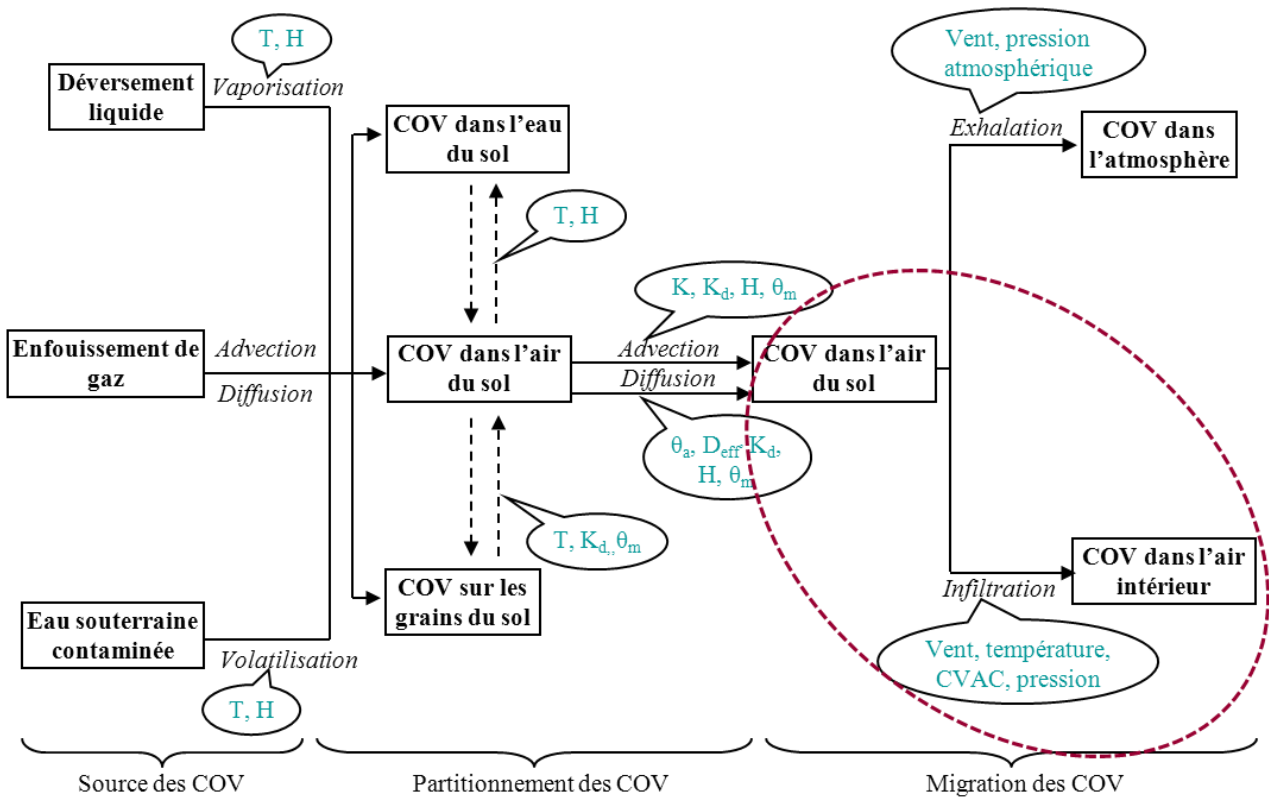 T, H
Déversement
liquide
Vaporisation
Enfouissement de
gaz
Advection
Diffusion
Eau souterraine
contaminée
Volatilisation
T, H
COV dans l'eau
du sol
T, H
COV dans l'air
du sol
T, Kd,,θm
COV sur les
grains du sol
K, Kd, H, θm
Advection
Diffusion
θa, Deff, Kd,
H, θm
COV dans l'air
du sol
Vent, pression
atmosphérique
Exhalation
COV dans
l'atmosphère
COV dans l'air
intérieur
Infiltration
Vent, température,
CVAC, pression
Source des COV
Partitionnement des COV
Migration des COV